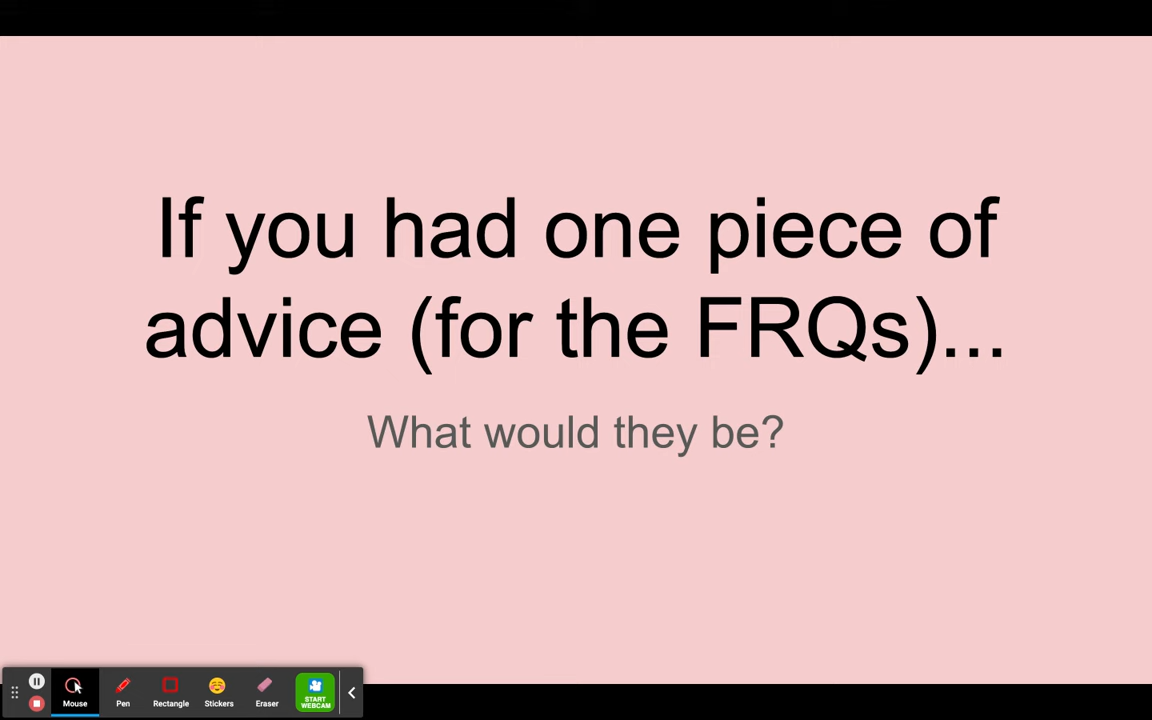 If you had one piece of
advice (for the FRQs)...
What would they be?
Mouse
Pen
Rectangle
Stickers
Eraser
START
WEBCAM